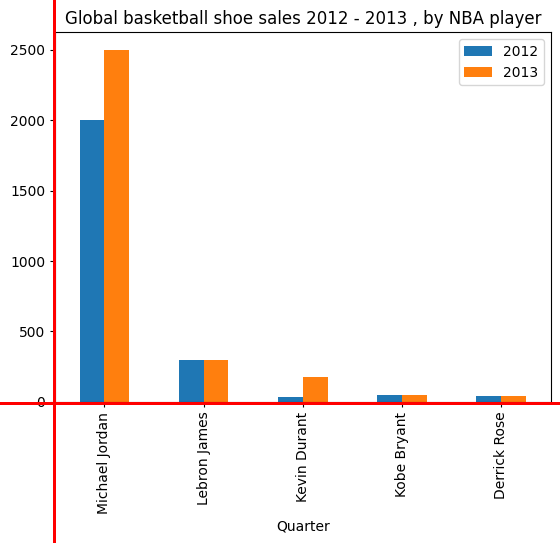 Global basketball shoe sales 2012 - 2013 , by NBA player
2012
2013
2500
2000
1500
1000
500
0
Michael Jordan
Lebron James
Kevin Durant
Kobe Bryant
Derrick Rose
Quarter